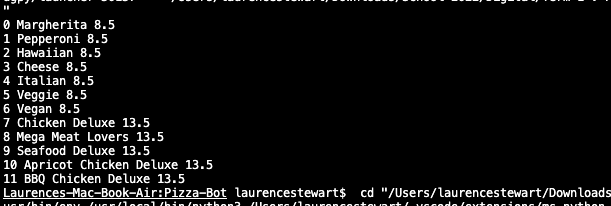 "
0 Margherita 8.5
1 Pepperoni 8.5
2 Hawaiian 8.5
3 Cheese 8.5
4 Italian 8.5
5 Veggie 8.5
6 Vegan 8.5
7 Chicken Deluxe 13.5
8 Mega Meat Lovers 13.5
9 Seafood Deluxe 13.5
10 Apricot Chicken Deluxe 13.5
11 BBQ Chicken Deluxe 13.5
Laurences-Mac-Book-Air:Pizza-Bot laurencestewart$  cd "/Users/laurencestewart/Downloads